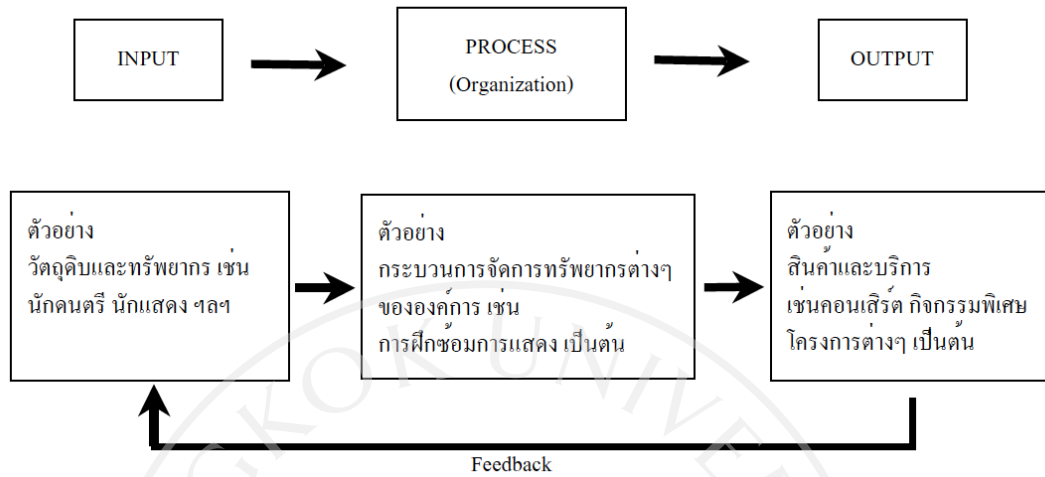 INPUT
PROCESS
(Organization)
OUTPUT
ตัวอย่าง
วัตถุดิบและทรัพยากร เช่น
นักดนตรี นักแสดง ฯลฯ
ตัวอย่าง
กระบวนการจัดการทรัพยากรต่างๆ
ขององค์การ เช่น
การฝึกซ้อมการแสดง เป็นต้น
ตัวอย่าง
สินค้าและบริการ
เช่นคอนเสิร์ต กิจกรรมพิเศษ
โครงการต่างๆ เป็นต้น
Feedback
GKOK UNIVE